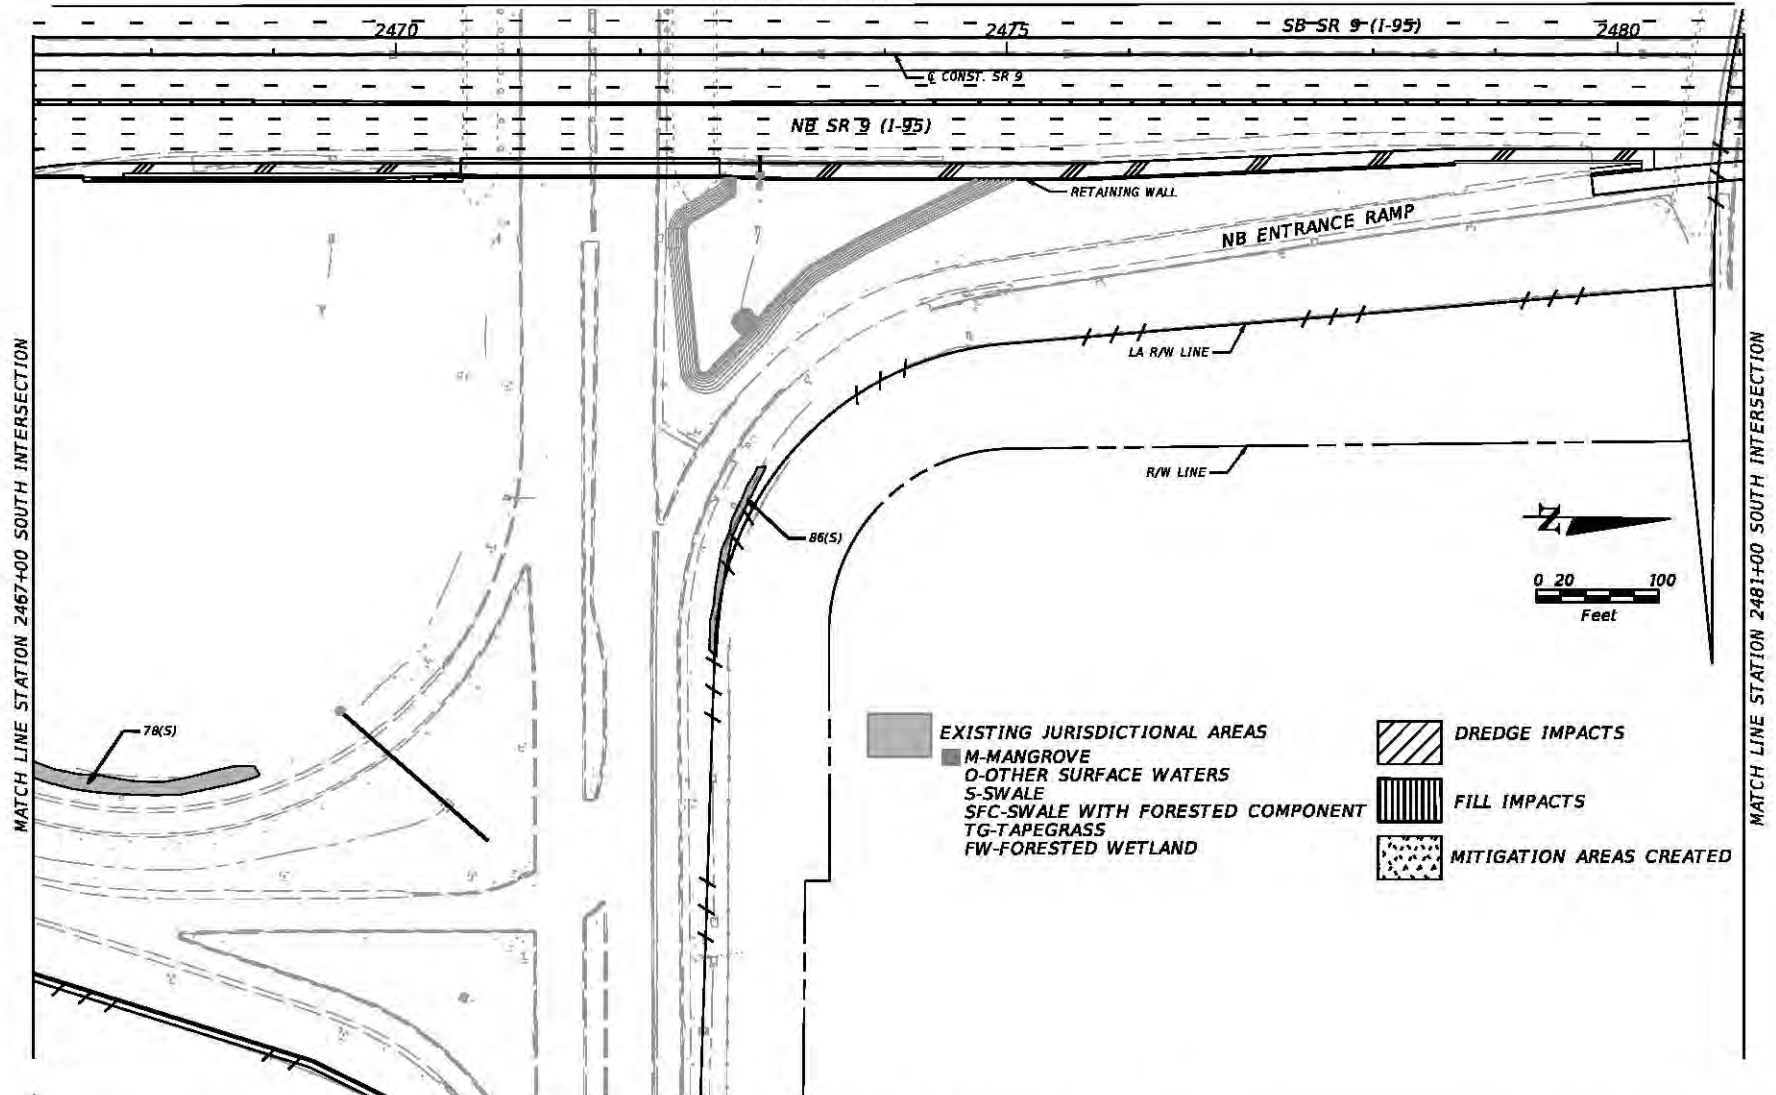 2470
2475
SB SR 9 (I-95)
2480
℄ CONST. SR 9
NB SR 9 (I-95)
RETAINING WALL
NB ENTRANCE RAMP
LA R/W LINE
R/W LINE
MATCH LINE STATION 2467+00 SOUTH INTERSECTION
MATCH LINE STATION 2481+00 SOUTH INTERSECTION
86(S)
N
0 20 100
Feet
78(S)
EXISTING JURISDICTIONAL AREAS
M-MANGROVE
O-OTHER SURFACE WATERS
S-SWALE
SFC-SWALE WITH FORESTED COMPONENT
TG-TAPEGRASS
FW-FORESTED WETLAND
DREDGE IMPACTS
FILL IMPACTS
MITIGATION AREAS CREATED